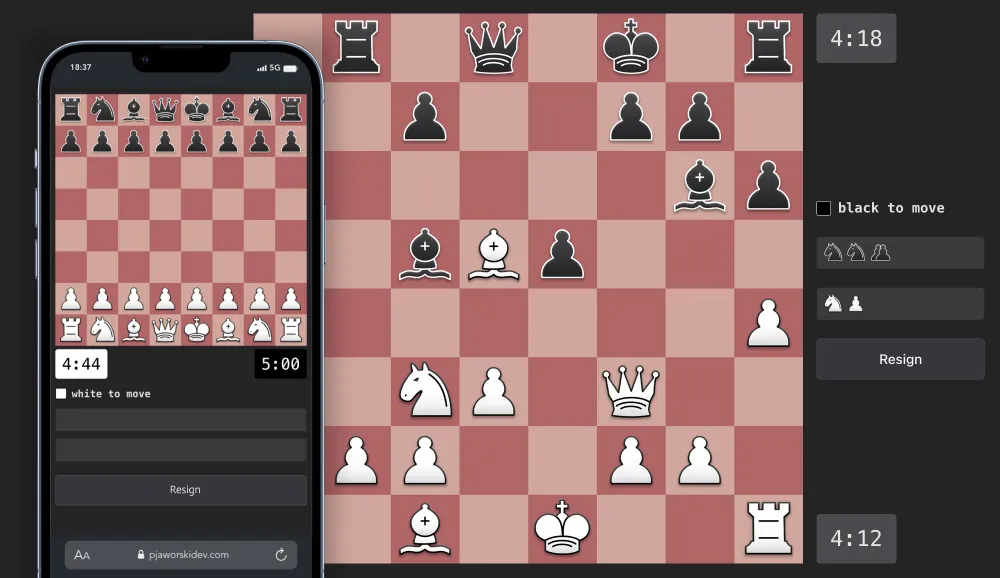 18:37
5G
4:44
5:00
white to move
Resign
AA
pjaworskidev.com
4:18
black to move
Resign
4:12